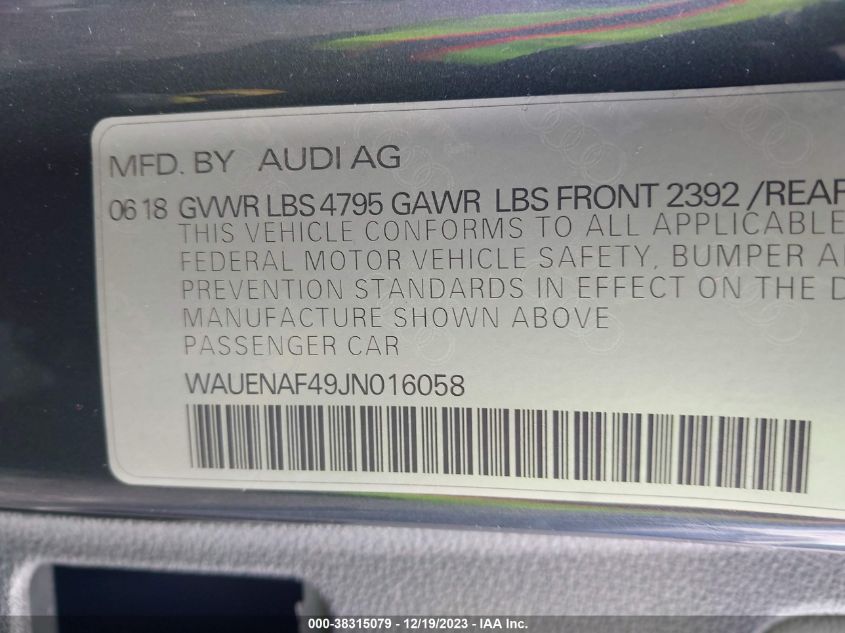 MFD. BY AUDI AG
06 18 GVWR LBS 4795 GAWR LBS FRONT 2392 /REAR
THIS VEHICLE CONFORMS TO ALL APPLICABLE
FEDERAL MOTOR VEHICLE SAFETY, BUMPER A
PREVENTION STANDARDS IN EFFECT ON THE D
MANUFACTURE SHOWN ABOVE
PASSENGER CAR
WAUENAF49JN016058
000-38315079 - 12/19/2023 - IAA Inc.